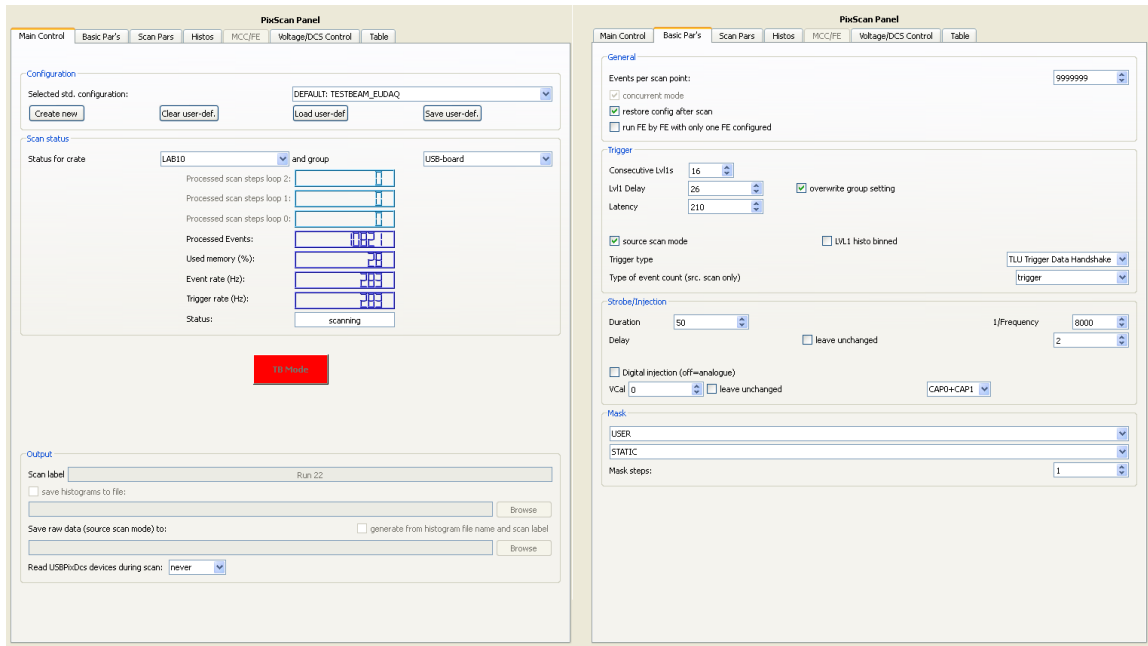 PixScan Panel
Main Control Basic Par's Scan Pars Histos MCC/FE Voltage/DCS Control Table
Configuration
Selected std. configuration: DEFAULT: TESTBEAM_EUDAQ
Create new Clear user-def. Load user-def Save user-def.
Scan status
Status for crate LAB10 and group USB-board
Processed scan steps loop 2: 0
Processed scan steps loop 1: 0
Processed scan steps loop 0: 0
Processed Events: 10821
Used memory (%): 28
Event rate (Hz): 283
Trigger rate (Hz): 283
Status: scanning
TB Mode
Output
Scan label Run 22
save histograms to file:
Browse
Save raw data (source scan mode) to: generate from histogram file name and scan label
Browse
Read USBPixDcs devices during scan: never
PixScan Panel
Main Control Basic Par's Scan Pars Histos MCC/FE Voltage/DCS Control Table
General
Events per scan point: 9999999
concurrent mode
restore config after scan
run FE by FE with only one FE configured
Trigger
Consecutive Lvl1s 16
Lvl1 Delay 26 overwrite group setting
Latency 210
source scan mode LVL1 histo binned
Trigger type TLU Trigger Data Handshake
Type of event count (src. scan only) trigger
Strobe/Injection
Duration 50 1/Frequency 8000
Delay leave unchanged 2
Digital injection (off=analogue)
VCal 0 leave unchanged CAP0+CAP1
Mask
USER
STATIC
Mask steps: 1